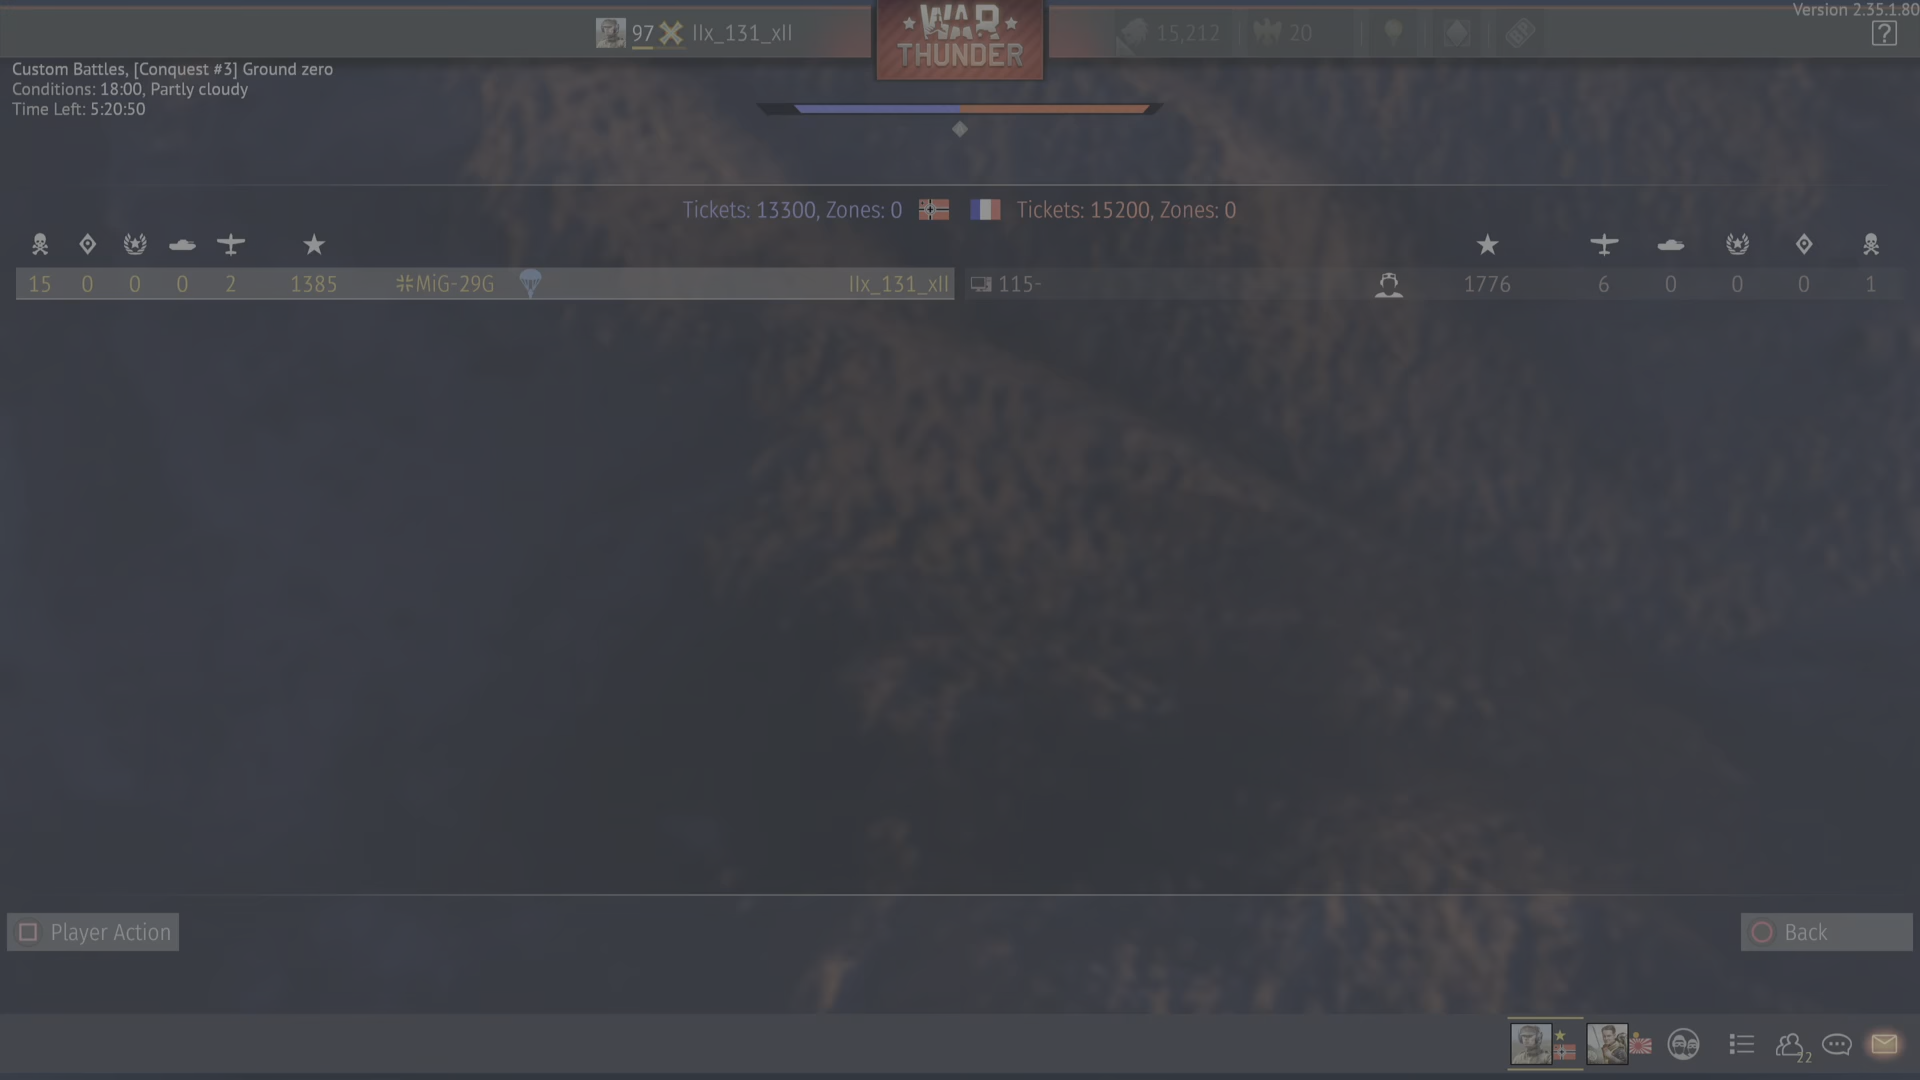 Version 2.35.1.80
97 llx_131_xll
WAR THUNDER
15,212
20
?
Custom Battles, [Conquest #3] Ground zero
Conditions: 18:00, Partly cloudy
Time Left: 5:20:50
Tickets: 13300, Zones: 0
Tickets: 15200, Zones: 0
15 0 0 0 2 1385 MiG-29G llx_131_xll
115- 1776 6 0 0 0 1
Player Action
Back
22